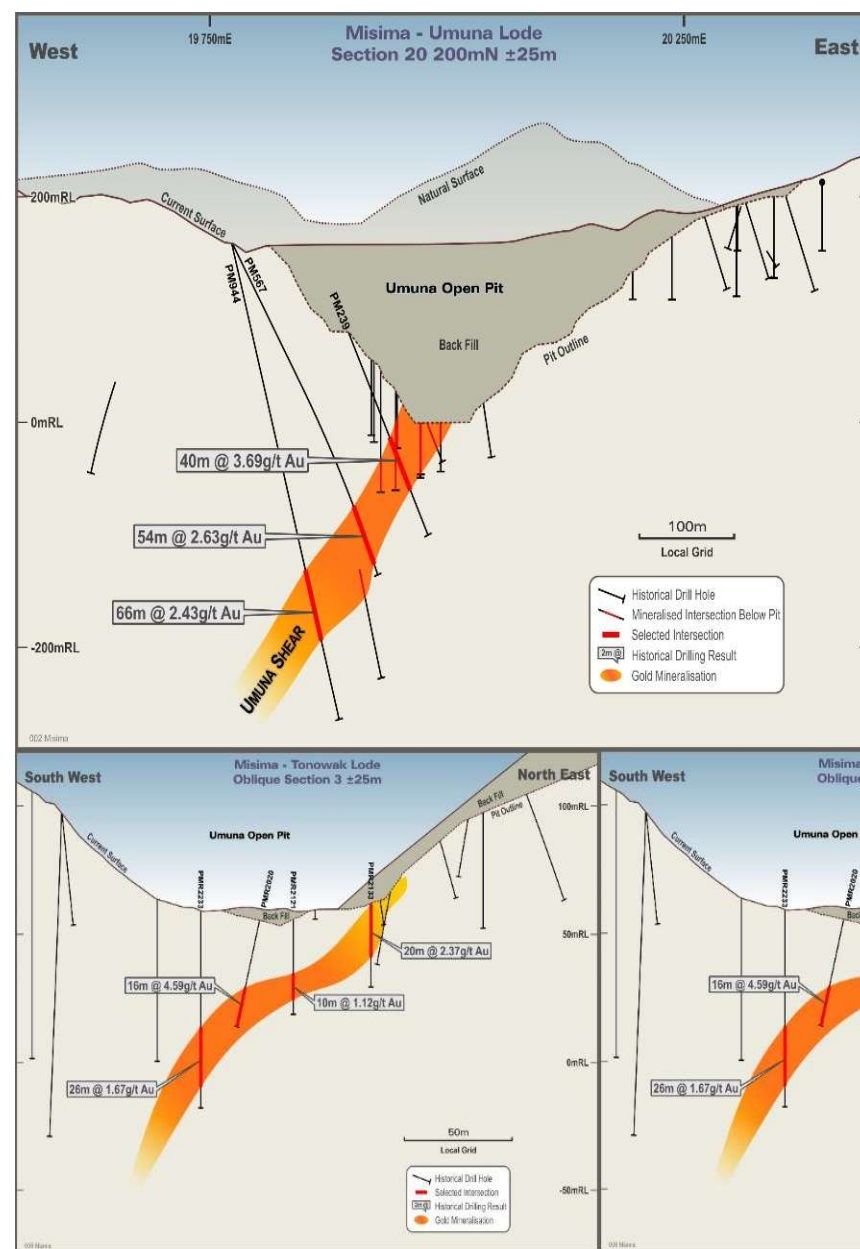 19 750mE
Misima - Umuna Lode
Section 20 200mN ±25m
20 250mE
West
East
200mRL
Current Surface
Natural Surface
PM944
PM567
PM239
Umuna Open Pit
Back Fill
Pit Outline
0mRL
40m @ 3.69g/t Au
54m @ 2.63g/t Au
66m @ 2.43g/t Au
-200mRL
UMUNA SHEAR
100m
Local Grid
Historical Drill Hole
Mineralised Intersection Below Pit
Selected Intersection
2m @
Historical Drilling Result
Gold Mineralisation
002 Misima
South West
Misima - Tonowak Lode
Oblique Section 3 ±25m
North East
Current Surface
Umuna Open Pit
Back Fill
Pit Outline
100mRL
PMR2233
PMR2020
PMR2121
PMR2133
Back Fill
50mRL
20m @ 2.37g/t Au
16m @ 4.59g/t Au
10m @ 1.12g/t Au
26m @ 1.67g/t Au
0mRL
50m
Local Grid
Historical Drill Hole
Selected Intersection
2m @
Historical Drilling Result
Gold Mineralisation
-50mRL
South West
Misima
Oblique
Current Surface
Umuna Open
PMR2233
PMR2020
Back Fill
16m @ 4.59g/t Au
26m @ 1.67g/t Au